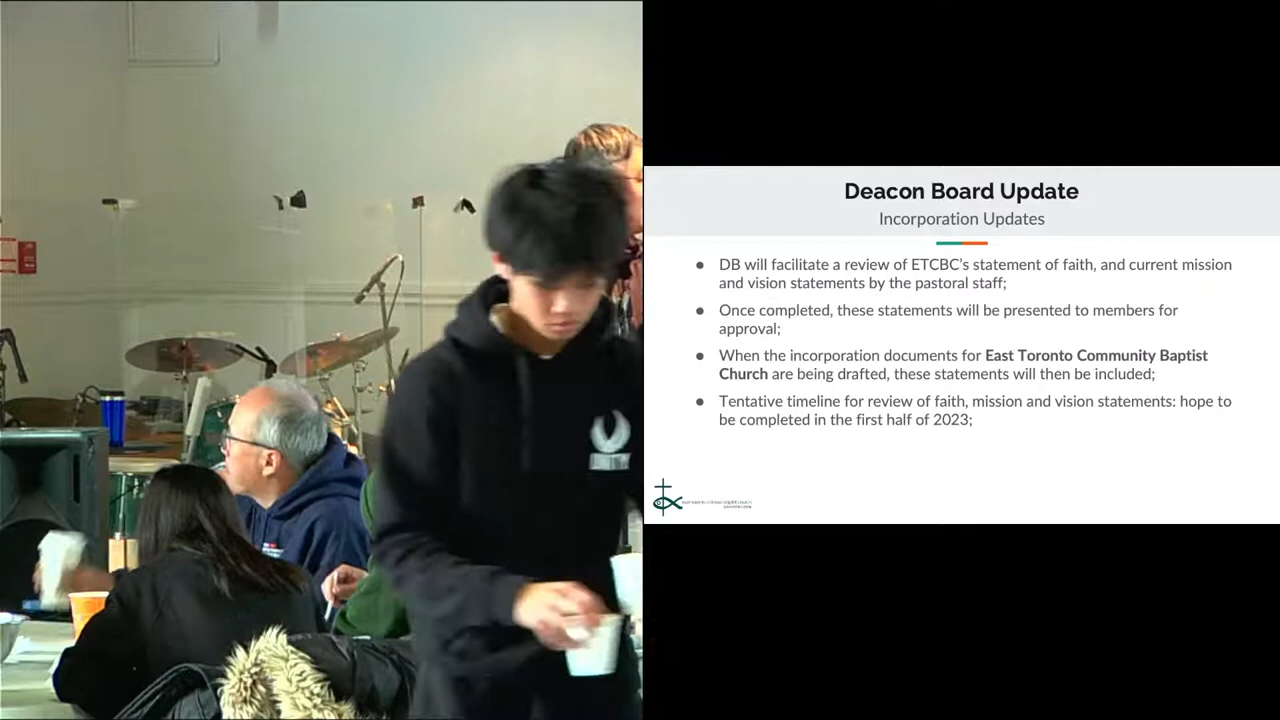 Deacon Board Update
Incorporation Updates
● DB will facilitate a review of ETCBC's statement of faith, and current mission
and vision statements by the pastoral staff;
● Once completed, these statements will be presented to members for
approval;
● When the incorporation documents for East Toronto Community Baptist
Church are being drafted, these statements will then be included;
● Tentative timeline for review of faith, mission and vision statements: hope to
be completed in the first half of 2023;